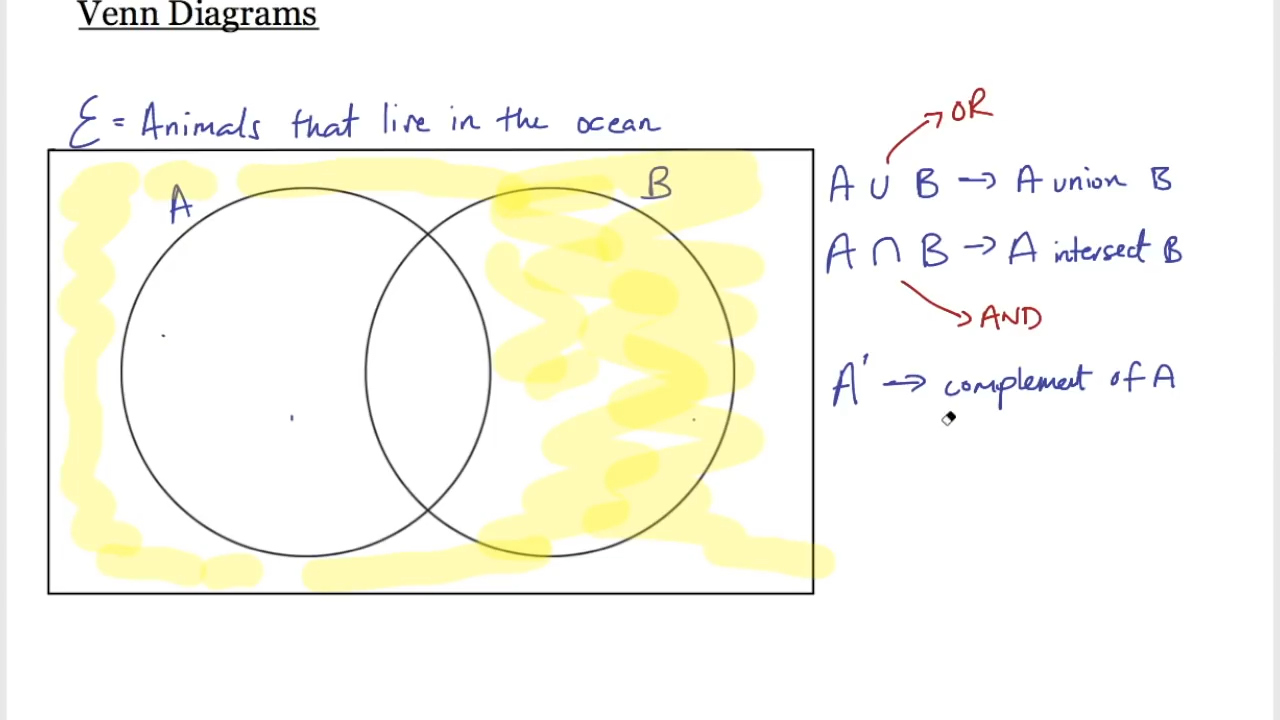 Venn Diagrams
ℰ = Animals that live in the ocean
OR
A B
A ∪ B → A union B
A ∩ B → A intersect B
AND
A' → complement of A